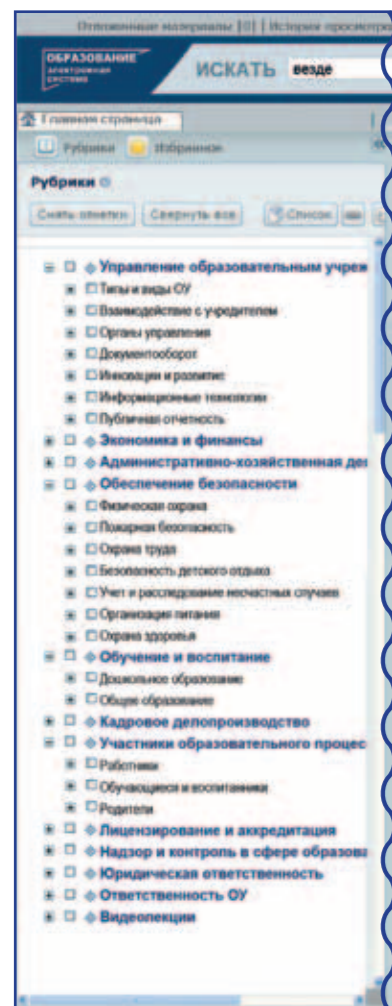 Отложенные материалы [0] | История просмотро
ОБРАЗОВАНИЕ
электронная
система
ИСКАТЬ везде
Главная страница
Рубрики Избранное
Рубрики
Снять отметки Свернуть все Список
Управление образовательным учреж
Типы и виды ОУ
Взаимодействие с учредителем
Органы управления
Документооборот
Инновации и развитие
Информационные технологии
Публичная отчетность
Экономика и финансы
Административно-хозяйственная дея
Обеспечение безопасности
Физическая охрана
Пожарная безопасность
Охрана труда
Безопасность детского отдыха
Учет и расследование несчастных случаев
Организация питания
Охрана здоровья
Обучение и воспитание
Дошкольное образование
Общее образование
Кадровое делопроизводство
Участники образовательного процес
Работники
Обучающиеся и воспитанники
Родители
Лицензирование и аккредитация
Надзор и контроль в сфере образова
Юридическая ответственность
Ответственность ОУ
Видеолекции